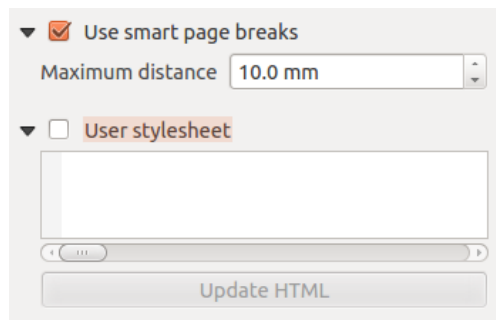 Use smart page breaks
Maximum distance 10.0 mm
User stylesheet
Update HTML